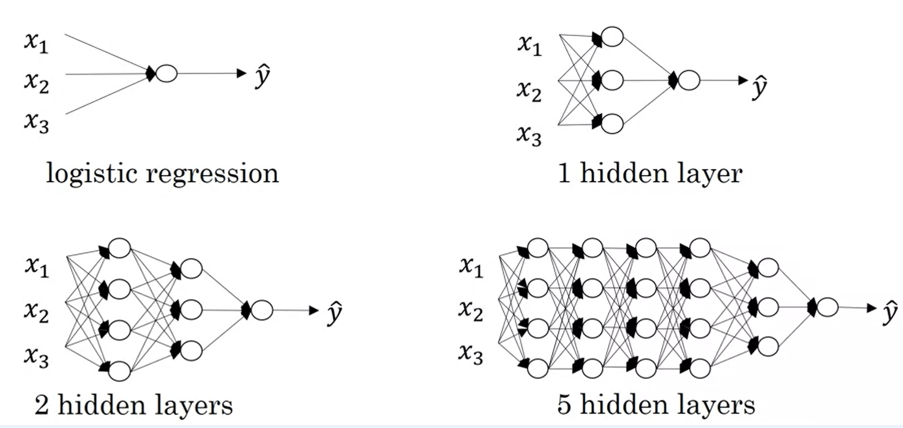 x₁
x₂
x₃
ŷ
logistic regression
x₁
x₂
x₃
ŷ
1 hidden layer
x₁
x₂
x₃
ŷ
2 hidden layers
x₁
x₂
x₃
ŷ
5 hidden layers